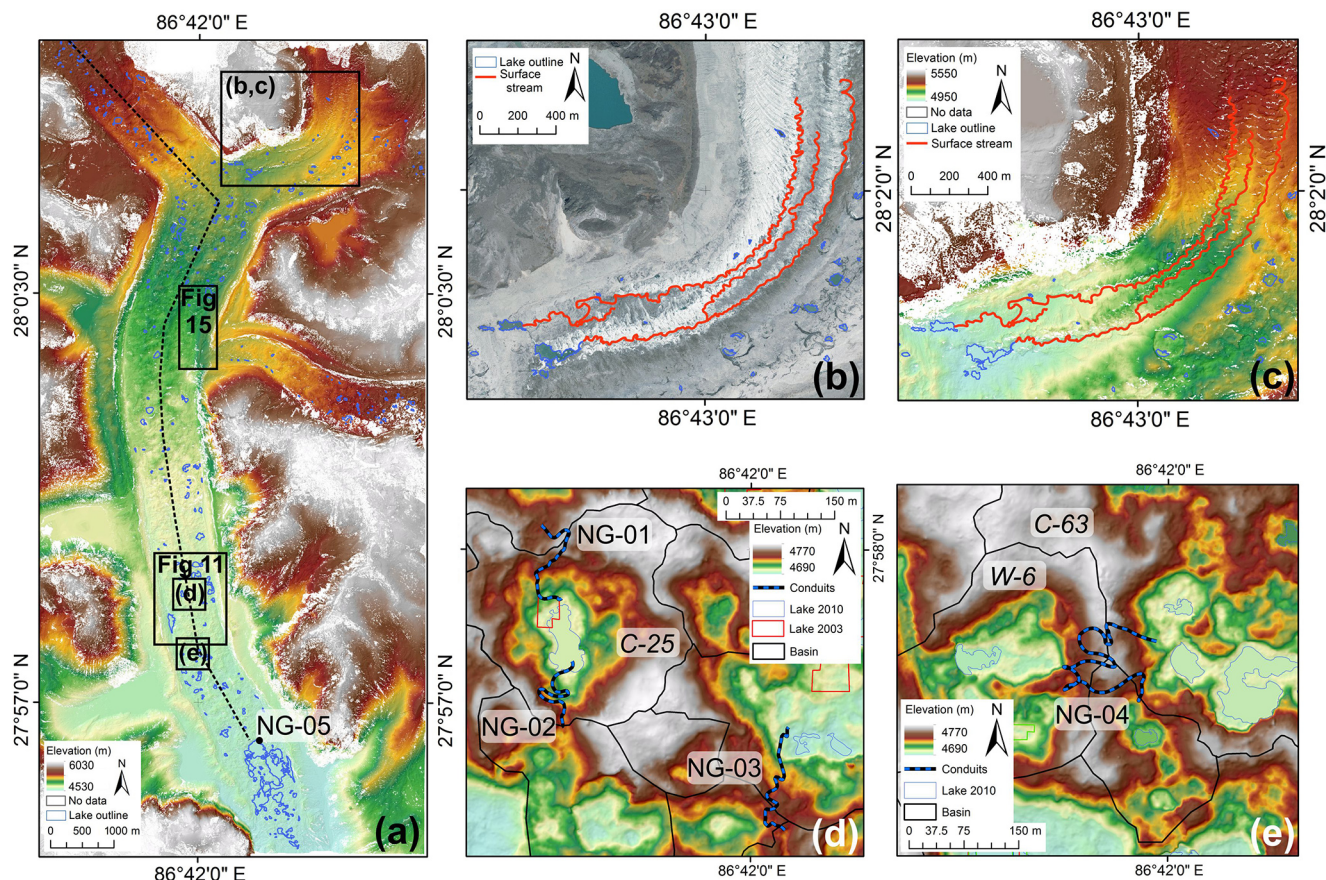 86°42'0" E
86°43'0" E
86°43'0" E
(b,c)
Fig
15
Fig 11
(d)
(e)
NG-05
Elevation (m)
6030
4530
No data
Lake outline
0 500 1000 m
N
(a)
28°0'30" N
27°57'0" N
86°42'0" E
Lake outline
Surface
stream
N
0 200 400 m
(b)
28°0'30" N
86°43'0" E
Elevation (m)
5550
4950
No data
Lake outline
Surface stream
N
0 200 400 m
(c)
28°2'0" N
28°2'0" N
86°43'0" E
86°42'0" E
NG-01
C-25
NG-02
NG-03
0 37.5 75 150 m
Elevation (m)
4770
4690
N
Conduits
Lake 2010
Lake 2003
Basin
(d)
27°57'0" N
27°58'0" N
86°42'0" E
86°42'0" E
C-63
W-6
NG-04
Elevation (m)
4770
4690
N
Conduits
Lake 2010
Basin
0 37.5 75 150 m
(e)
27°58'0" N
86°42'0" E